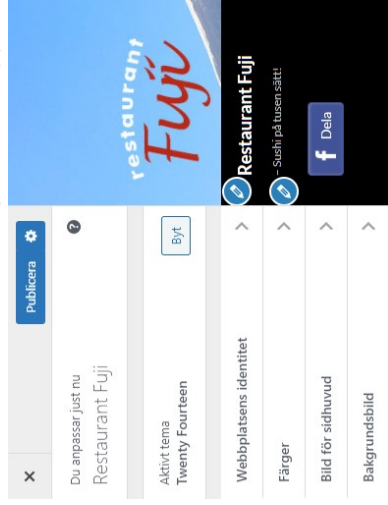 Publicera
Du anpassar just nu
Restaurant Fuji
Aktivt tema
Twenty Fourteen
Byt
Webbplatsens identitet
Färger
Bild för sidhuvud
Bakgrundsbild
restaurant
Fuji
Restaurant Fuji
– Sushi på tusen sätt!
f Dela